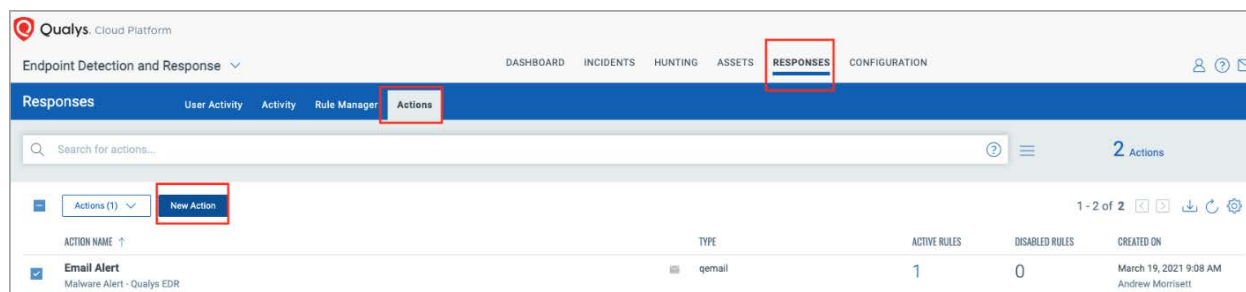 Qualys. Cloud Platform
Endpoint Detection and Response
DASHBOARD INCIDENTS HUNTING ASSETS RESPONSES CONFIGURATION
Responses User Activity Activity Rule Manager Actions
Search for actions... 2 Actions
Actions (1) New Action 1 - 2 of 2
ACTION NAME ↑ TYPE ACTIVE RULES DISABLED RULES CREATED ON
Email Alert qemail 1 0 March 19, 2021 9:08 AM
Malware Alert - Qualys EDR Andrew Morrisett